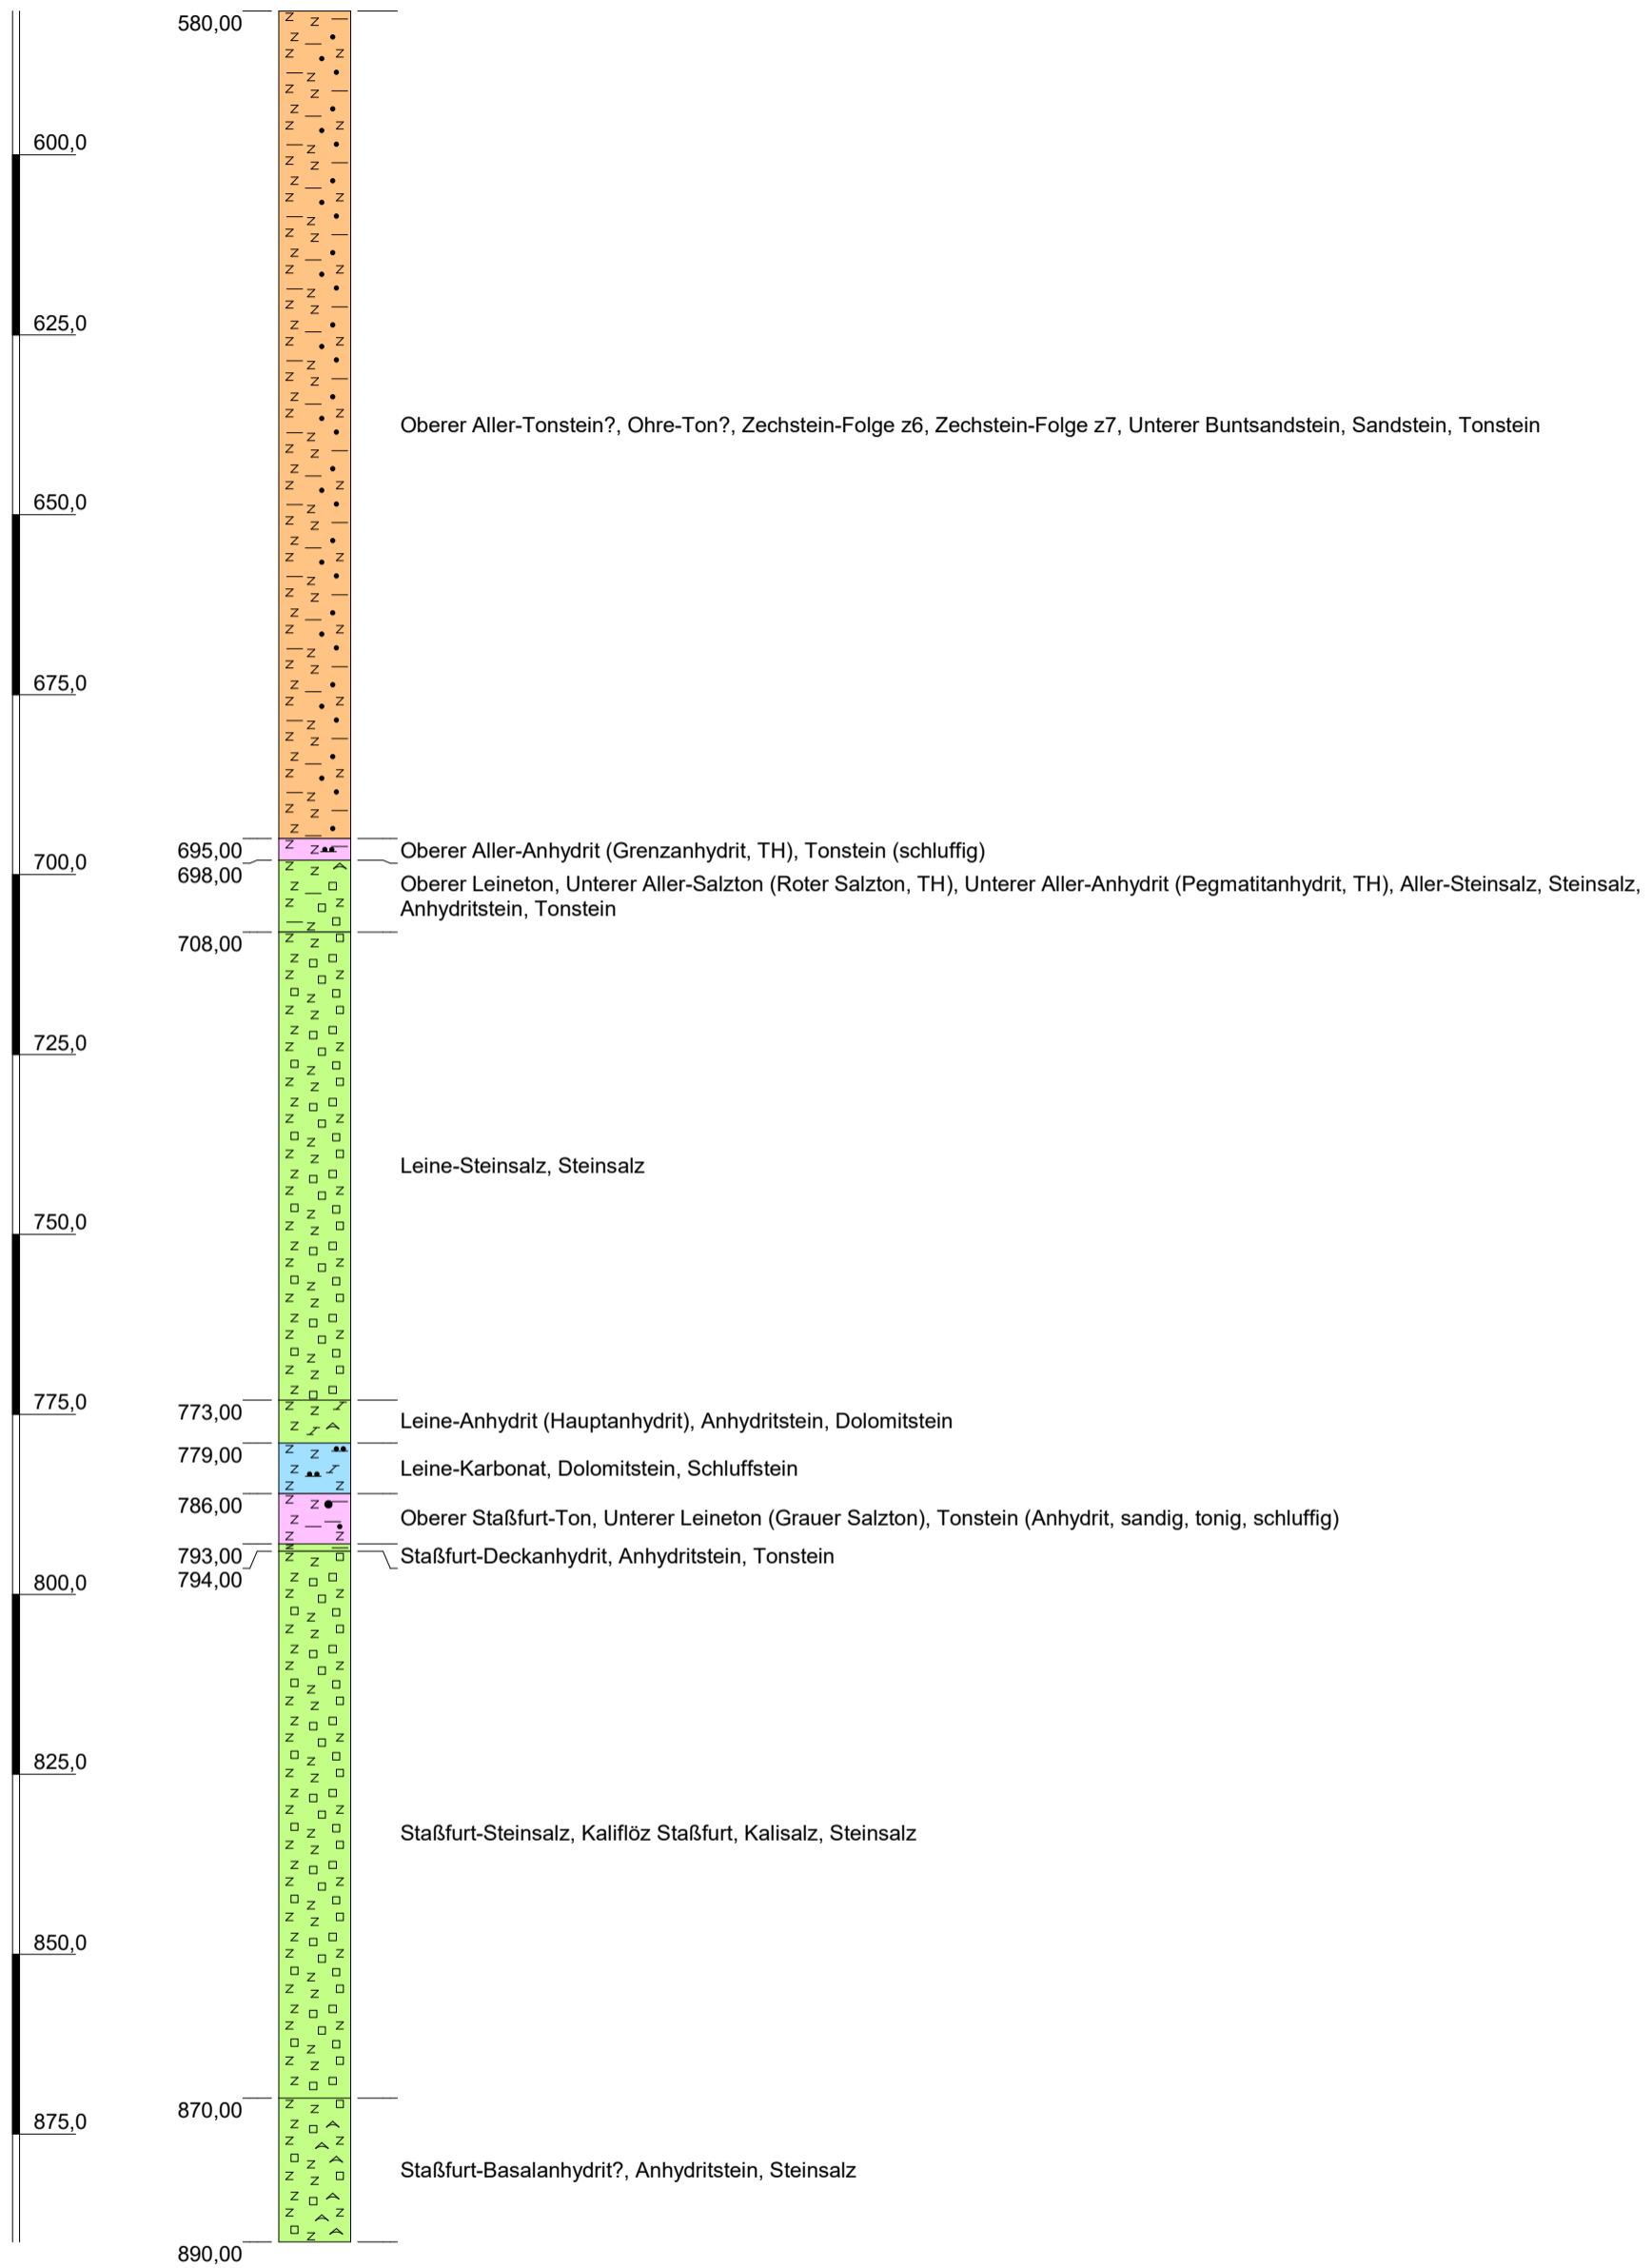 580,00
600,0
625,0
Oberer Aller-Tonstein?, Ohre-Ton?, Zechstein-Folge z6, Zechstein-Folge z7, Unterer Buntsandstein, Sandstein, Tonstein
650,0
675,0
695,00
Oberer Aller-Anhydrit (Grenzanhydrit, TH), Tonstein (schluffig)
700,0
698,00
Oberer Leineton, Unterer Aller-Salzton (Roter Salzton, TH), Unterer Aller-Anhydrit (Pegmatitanhydrit, TH), Aller-Steinsalz, Steinsalz,
Anhydritstein, Tonstein
708,00
725,0
Leine-Steinsalz, Steinsalz
750,0
775,0
773,00
Leine-Anhydrit (Hauptanhydrit), Anhydritstein, Dolomitstein
779,00
Leine-Karbonat, Dolomitstein, Schluffstein
786,00
Oberer Staßfurt-Ton, Unterer Leineton (Grauer Salzton), Tonstein (Anhydrit, sandig, tonig, schluffig)
793,00
Staßfurt-Deckanhydrit, Anhydritstein, Tonstein
794,00
800,0
825,0
Staßfurt-Steinsalz, Kaliflöz Staßfurt, Kalisalz, Steinsalz
850,0
870,00
875,0
Staßfurt-Basalanhydrit?, Anhydritstein, Steinsalz
890,00